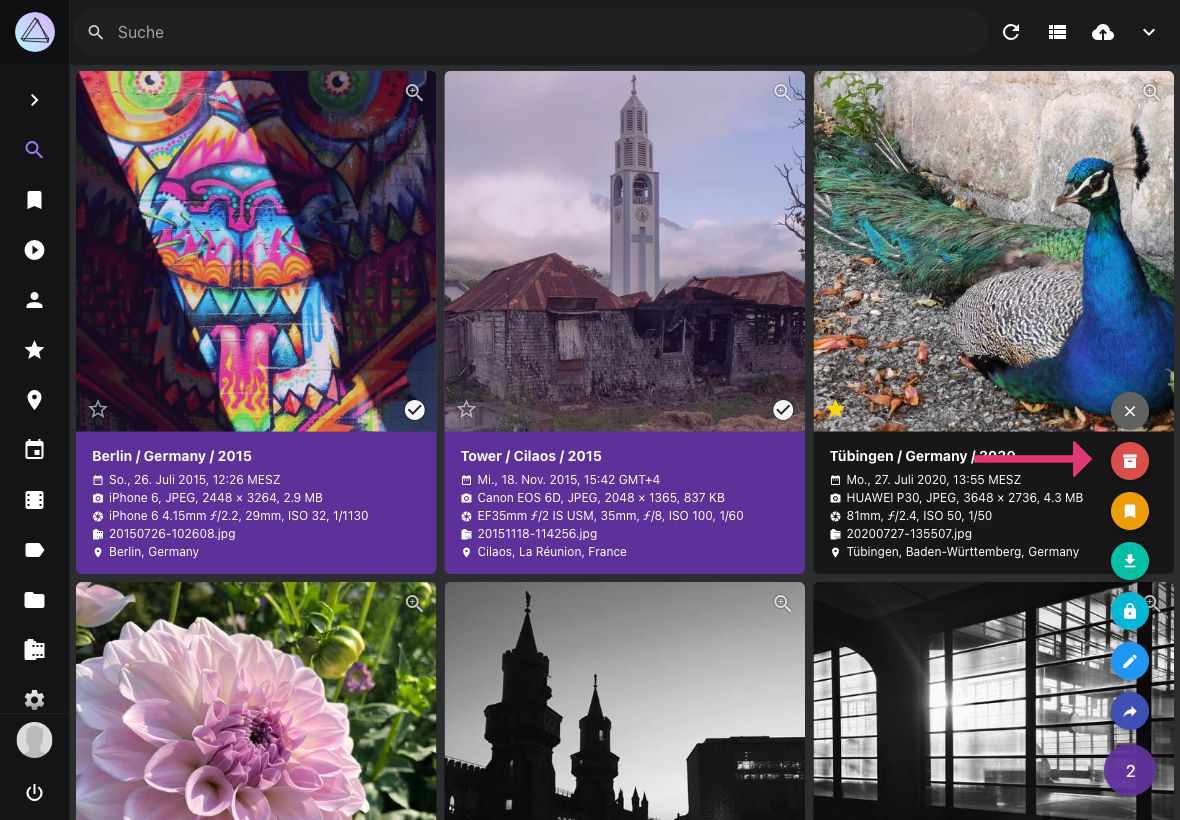 Suche
Berlin / Germany / 2015
So., 26. Juli 2015, 12:26 MESZ
iPhone 6, JPEG, 2448 × 3264, 2.9 MB
iPhone 6 4.15mm ƒ/2.2, 29mm, ISO 32, 1/1130
20150726-102608.jpg
Berlin, Germany
Tower / Cilaos / 2015
Mi., 18. Nov. 2015, 15:42 GMT+4
Canon EOS 6D, JPEG, 2048 × 1365, 837 KB
EF35mm ƒ/2 IS USM, 35mm, ƒ/8, ISO 100, 1/60
20151118-114256.jpg
Cilaos, La Réunion, France
Tübingen / Germany / 2020
Mo., 27. Juli 2020, 13:55 MESZ
HUAWEI P30, JPEG, 3648 × 2736, 4.3 MB
81mm, ƒ/2.4, ISO 50, 1/50
20200727-135507.jpg
Tübingen, Baden-Württemberg, Germany
2